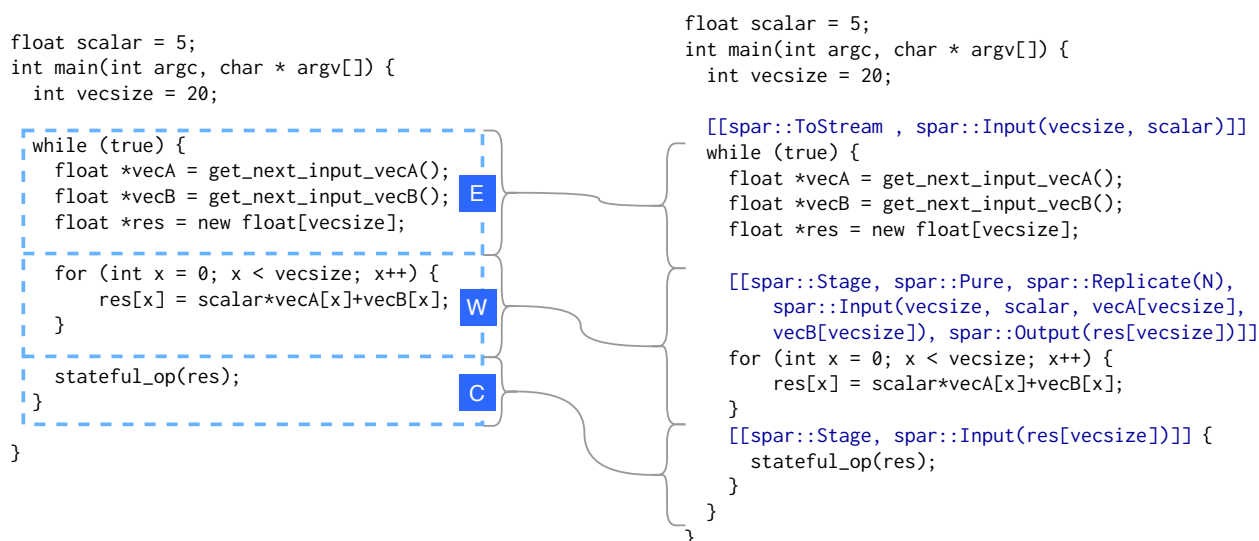 float scalar = 5;
int main(int argc, char * argv[]) {
  int vecsize = 20;
  while (true) {
    float *vecA = get_next_input_vecA();
    float *vecB = get_next_input_vecB();
    float *res = new float[vecsize];
E
    for (int x = 0; x < vecsize; x++) {
        res[x] = scalar*vecA[x]+vecB[x];
    }
W
    stateful_op(res);
  }
C
}
float scalar = 5;
int main(int argc, char * argv[]) {
  int vecsize = 20;
  [[spar::ToStream , spar::Input(vecsize, scalar)]]
  while (true) {
    float *vecA = get_next_input_vecA();
    float *vecB = get_next_input_vecB();
    float *res = new float[vecsize];
    [[spar::Stage, spar::Pure, spar::Replicate(N),
        spar::Input(vecsize, scalar, vecA[vecsize],
        vecB[vecsize]), spar::Output(res[vecsize])]]
    for (int x = 0; x < vecsize; x++) {
        res[x] = scalar*vecA[x]+vecB[x];
    }
    [[spar::Stage, spar::Input(res[vecsize])]] {
      stateful_op(res);
    }
  }
}